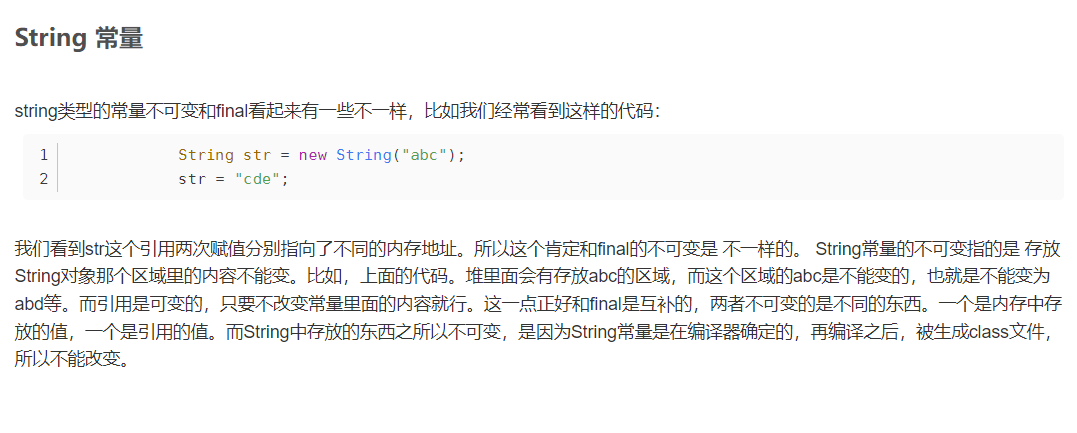 String 常量
string类型的常量不可变和final看起来有一些不一样，比如我们经常看到这样的代码：
1 String str = new String("abc");
2 str = "cde";
我们看到str这个引用两次赋值分别指向了不同的内存地址。所以这个肯定和final的不可变是 不一样的。 String常量的不可变指的是 存放
String对象那个区域里的内容不能变。比如，上面的代码。堆里面会有存放abc的区域，而这个区域的abc是不能变的，也就是不能变为
abd等。而引用是可变的，只要不改变常量里面的内容就行。这一点正好和final是互补的，两者不可变的是不同的东西。一个是内存中存
放的值，一个是引用的值。而String中存放的东西之所以不可变，是因为String常量是在编译器确定的，再编译之后，被生成class文件，
所以不能改变。